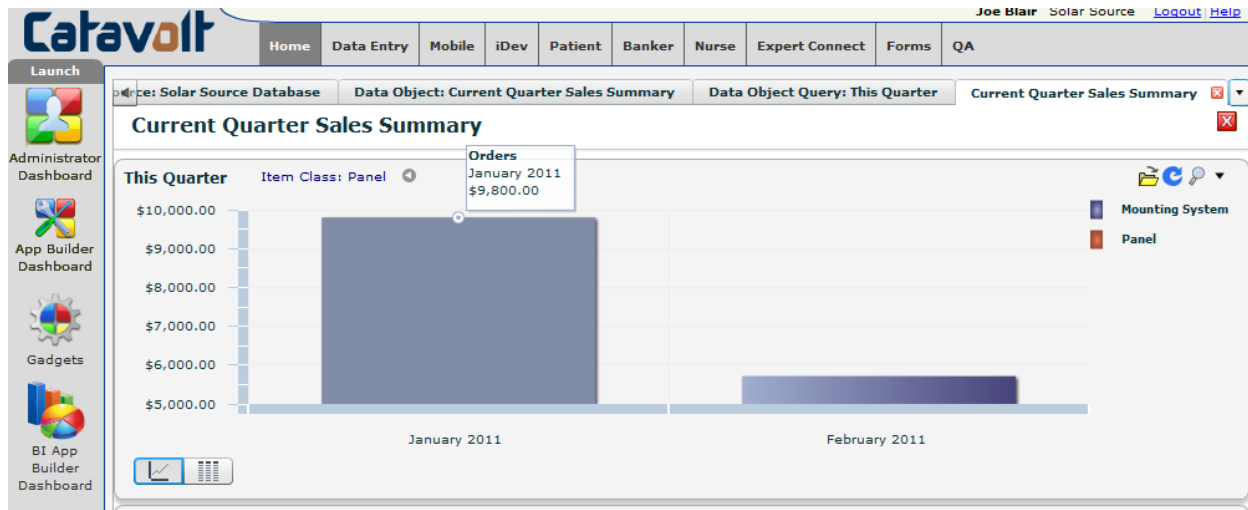 Joe Blair Solar Source Logout Help
Catavolt
Home Data Entry Mobile iDev Patient Banker Nurse Expert Connect Forms QA
Launch
rce: Solar Source Database Data Object: Current Quarter Sales Summary Data Object Query: This Quarter Current Quarter Sales Summary
Current Quarter Sales Summary
Administrator
Dashboard
App Builder
Dashboard
Gadgets
BI App
Builder
Dashboard
This Quarter Item Class: Panel
Orders
January 2011
$9,800.00
$10,000.00
$9,000.00
$8,000.00
$7,000.00
$6,000.00
$5,000.00
January 2011 February 2011
Mounting System
Panel